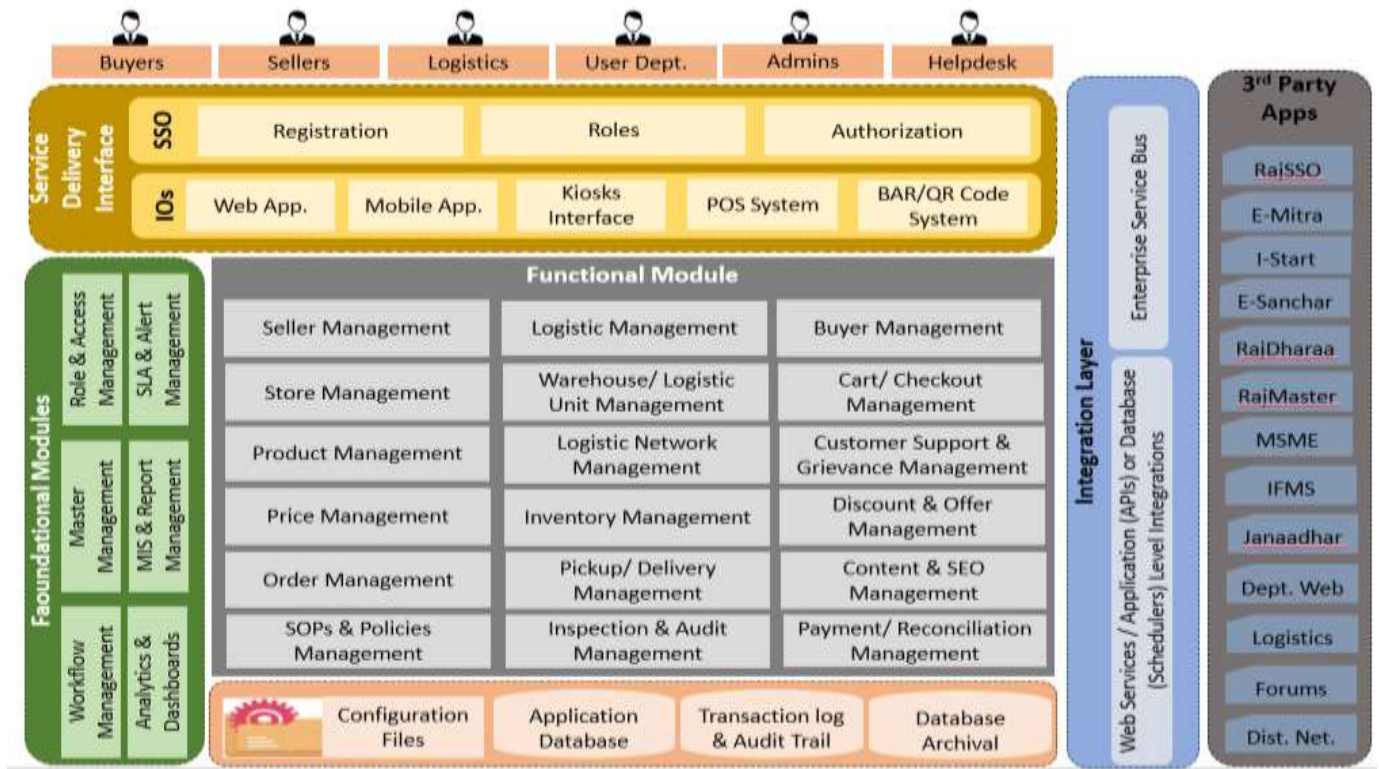 Buyers
Sellers
Logistics
User Dept.
Admins
Helpdesk
Service
Delivery
Interface
SSO
Registration
Roles
Authorization
IOs
Web App.
Mobile App.
Kiosks
Interface
POS System
BAR/QR Code
System
Faoundational Modules
Role & Access
Management
SLA & Alert
Management
Master
Management
MIS & Report
Management
Workflow
Management
Analytics &
Dashboards
Functional Module
Seller Management
Logistic Management
Buyer Management
Store Management
Warehouse/ Logistic
Unit Management
Cart/ Checkout
Management
Product Management
Logistic Network
Management
Customer Support &
Grievance Management
Price Management
Inventory Management
Discount & Offer
Management
Order Management
Pickup/ Delivery
Management
Content & SEO
Management
SOPs & Policies
Management
Inspection & Audit
Management
Payment/ Reconciliation
Management
Configuration
Files
Application
Database
Transaction log
& Audit Trail
Database
Archival
Integration Layer
Enterprise Service Bus
Web Services / Application (APIs) or Database
(Schedulers) Level Integrations
3rd Party
Apps
RajSSO
E-Mitra
I-Start
E-Sanchar
RajDharaa
RajMaster
MSME
IFMS
Janaadhar
Dept. Web
Logistics
Forums
Dist. Net.